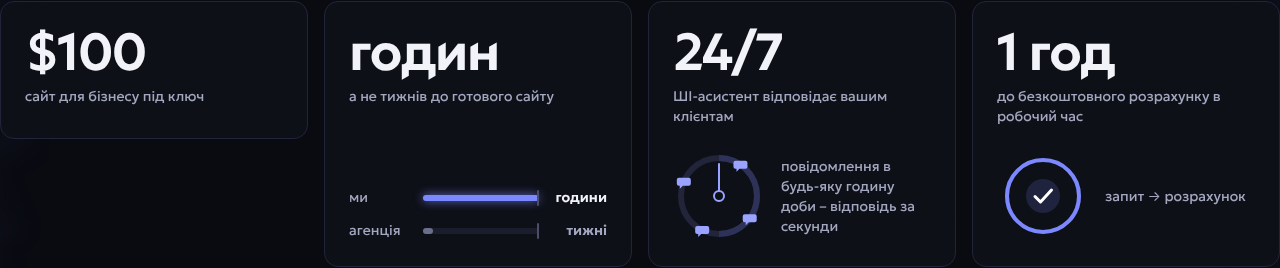 $100
сайт для бізнесу під ключ
годин
а не тижнів до готового сайту
ми
години
агенція
тижні
24/7
ШІ-асистент відповідає вашим
клієнтам
повідомлення в
будь-яку годину
доби – відповідь за
секунди
1 год
до безкоштовного розрахунку в
робочий час
запит → розрахунок